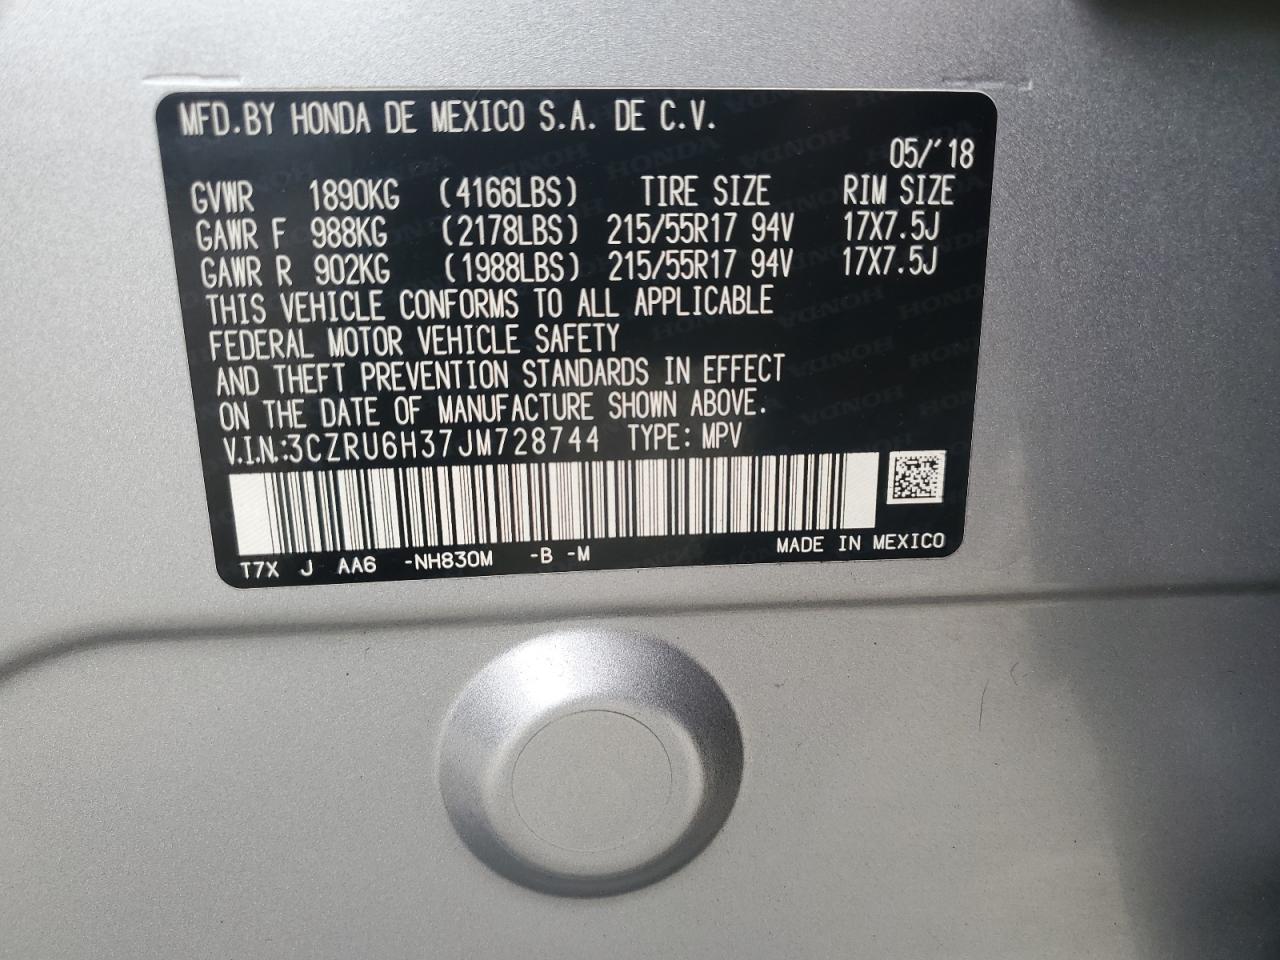 MFD.BY HONDA DE MEXICO S.A. DE C.V.
05/'18
GVWR 1890KG (4166LBS) TIRE SIZE RIM SIZE
GAWR F 988KG (2178LBS) 215/55R17 94V 17X7.5J
GAWR R 902KG (1988LBS) 215/55R17 94V 17X7.5J
THIS VEHICLE CONFORMS TO ALL APPLICABLE
FEDERAL MOTOR VEHICLE SAFETY
AND THEFT PREVENTION STANDARDS IN EFFECT
ON THE DATE OF MANUFACTURE SHOWN ABOVE.
V.I.N.:3CZRU6H37JM728744 TYPE: MPV
T7X J AA6 -NH830M -B -M MADE IN MEXICO